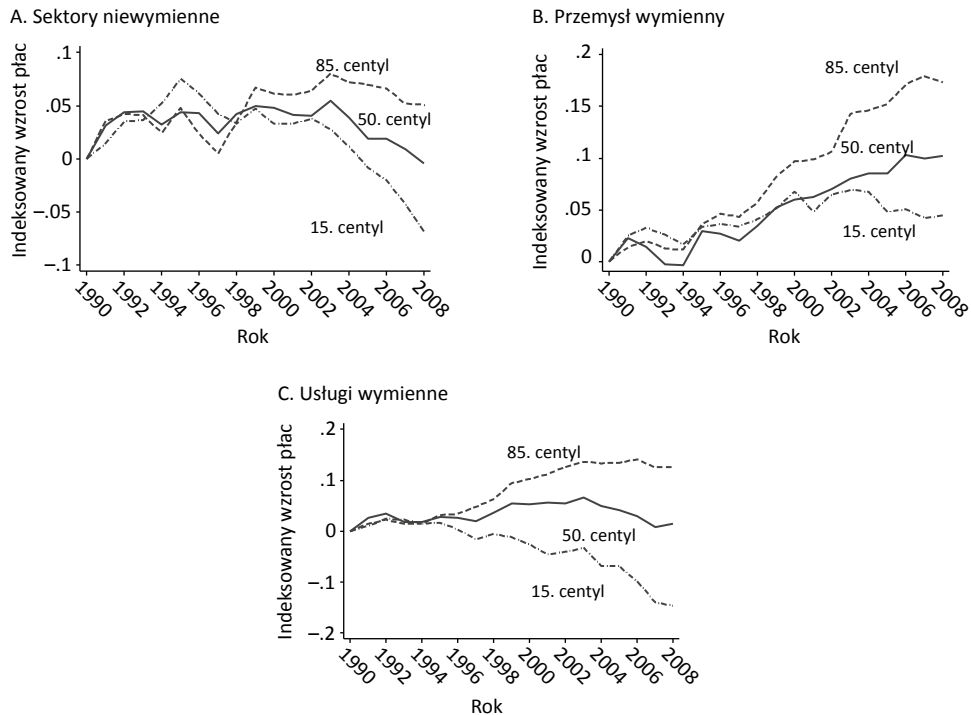 A. Sektory niewymienne
Indeksowany wzrost płac
.1
.05
0
–.05
–.1
85. centyl
50. centyl
15. centyl
1990
1992
1994
1996
1998
2000
2002
2004
2006
2008
Rok
B. Przemysł wymienny
Indeksowany wzrost płac
.2
.15
.1
.05
0
85. centyl
50. centyl
15. centyl
1990
1992
1994
1996
1998
2000
2002
2004
2006
2008
Rok
C. Usługi wymienne
Indeksowany wzrost płac
.2
.1
0
–.1
–.2
85. centyl
50. centyl
15. centyl
1990
1992
1994
1996
1998
2000
2002
2004
2006
2008
Rok